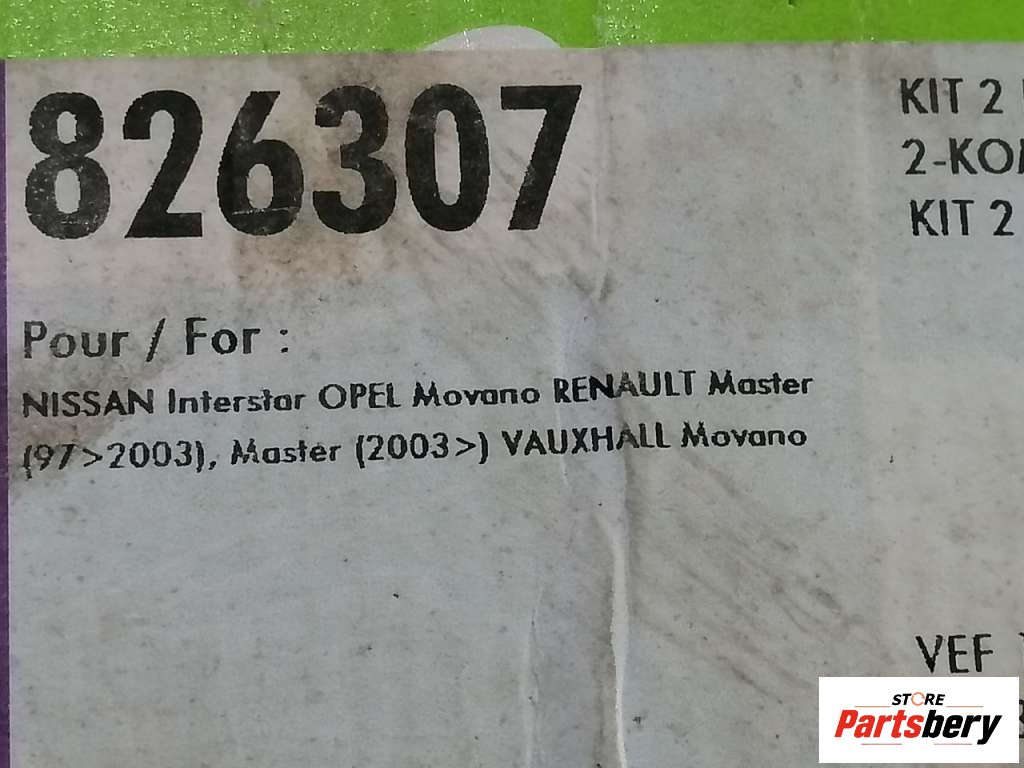 826307
KIT 2
2-KO
KIT 2
Pour / For :
NISSAN Interstar OPEL Movano RENAULT Master
(97>2003), Master (2003>) VAUXHALL Movano
VEF
STORE
Partsbery